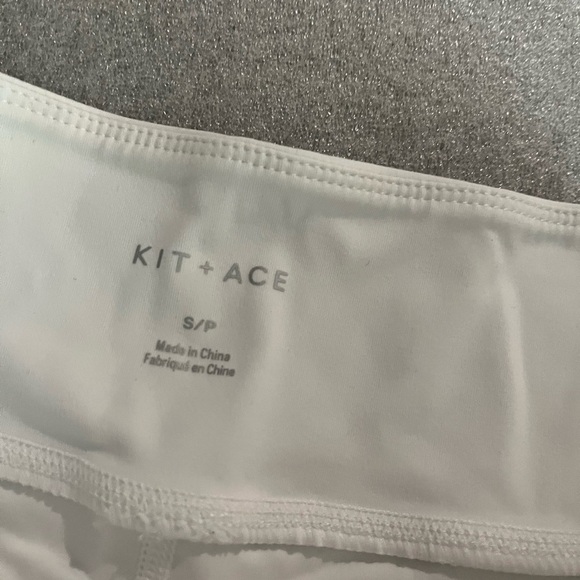 KIT + ACE
S/P
Made in China
Fabriqué en Chine